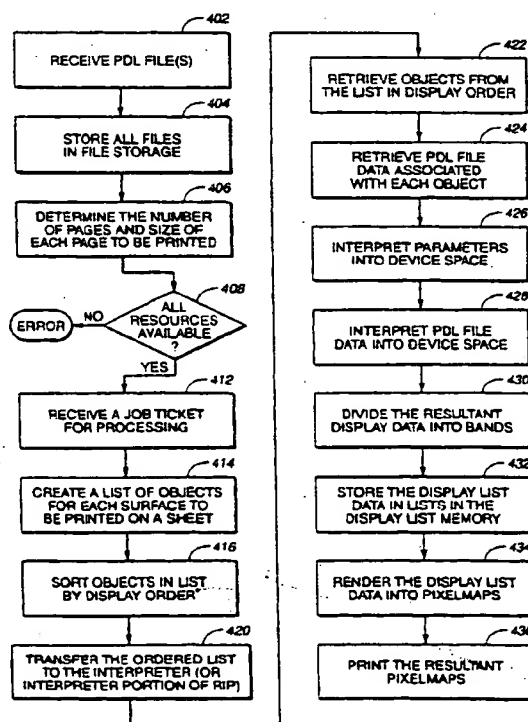 402
RECEIVE PDL FILE(S)
404
STORE ALL FILES
IN FILE STORAGE
406
DETERMINE THE NUMBER
OF PAGES AND SIZE OF
EACH PAGE TO BE PRINTED
408
ALL
RESOURCES
AVAILABLE
?
NO
ERROR
YES
412
RECEIVE A JOB TICKET
FOR PROCESSING
414
CREATE A LIST OF OBJECTS
FOR EACH SURFACE TO
BE PRINTED ON A SHEET
416
SORT OBJECTS IN LIST
BY DISPLAY ORDER
420
TRANSFER THE ORDERED LIST
TO THE INTERPRETER (OR
INTERPRETER PORTION OF RIP)
422
RETRIEVE OBJECTS FROM
THE LIST IN DISPLAY ORDER
424
RETRIEVE PDL FILE
DATA ASSOCIATED
WITH EACH OBJECT
426
INTERPRET PARAMETERS
INTO DEVICE SPACE
428
INTERPRET PDL FILE
DATA INTO DEVICE SPACE
430
DIVIDE THE RESULTANT
DISPLAY DATA INTO BANDS
432
STORE THE DISPLAY LIST
DATA IN LISTS IN THE
DISPLAY LIST MEMORY
434
RENDER THE DISPLAY LIST
DATA INTO PIXELMAPS
436
PRINT THE RESULTANT
PIXELMAPS